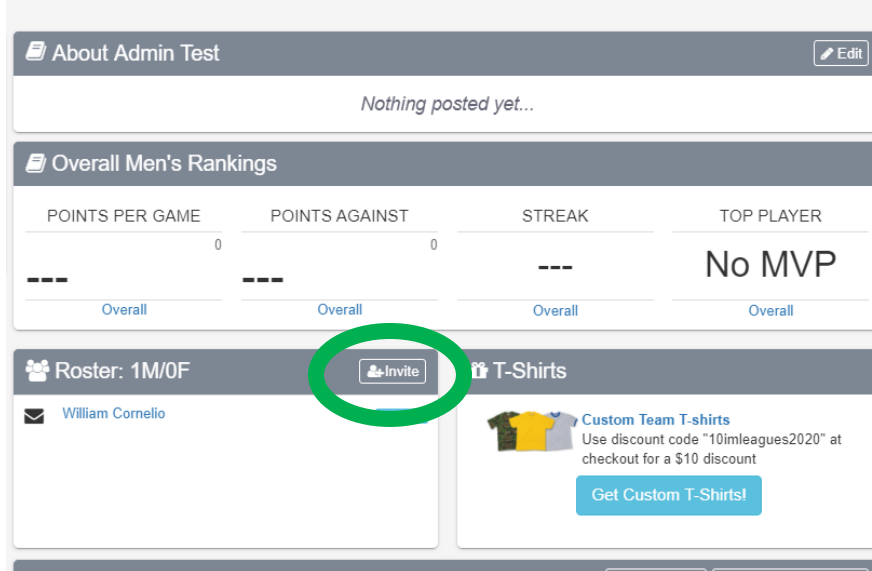 About Admin Test
Edit
Nothing posted yet...
Overall Men's Rankings
POINTS PER GAME POINTS AGAINST STREAK TOP PLAYER
0 0
--- --- --- No MVP
Overall Overall Overall Overall
Roster: 1M/0F
Invite
T-Shirts
William Cornelio
Custom Team T-shirts
Use discount code "10imleagues2020" at
checkout for a $10 discount
Get Custom T-Shirts!